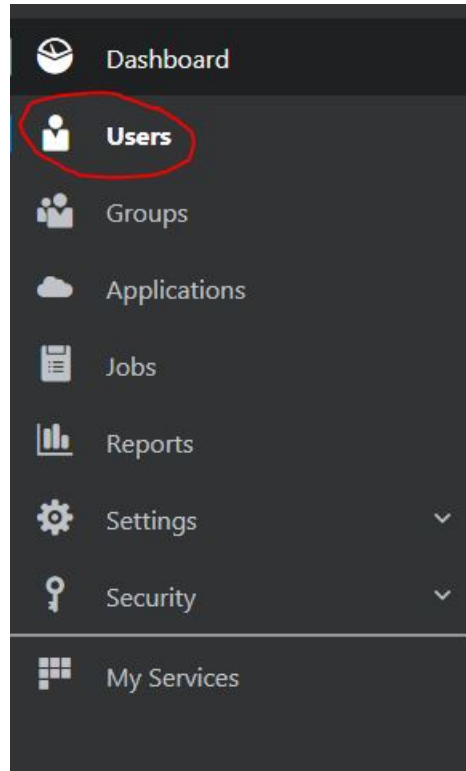 Dashboard
Users
Groups
Applications
Jobs
Reports
Settings
Security
My Services